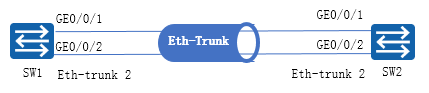 GE0/0/1
GE0/0/1
Eth-Trunk
GE0/0/2
GE0/0/2
SW1
Eth-trunk 2
Eth-trunk 2
SW2